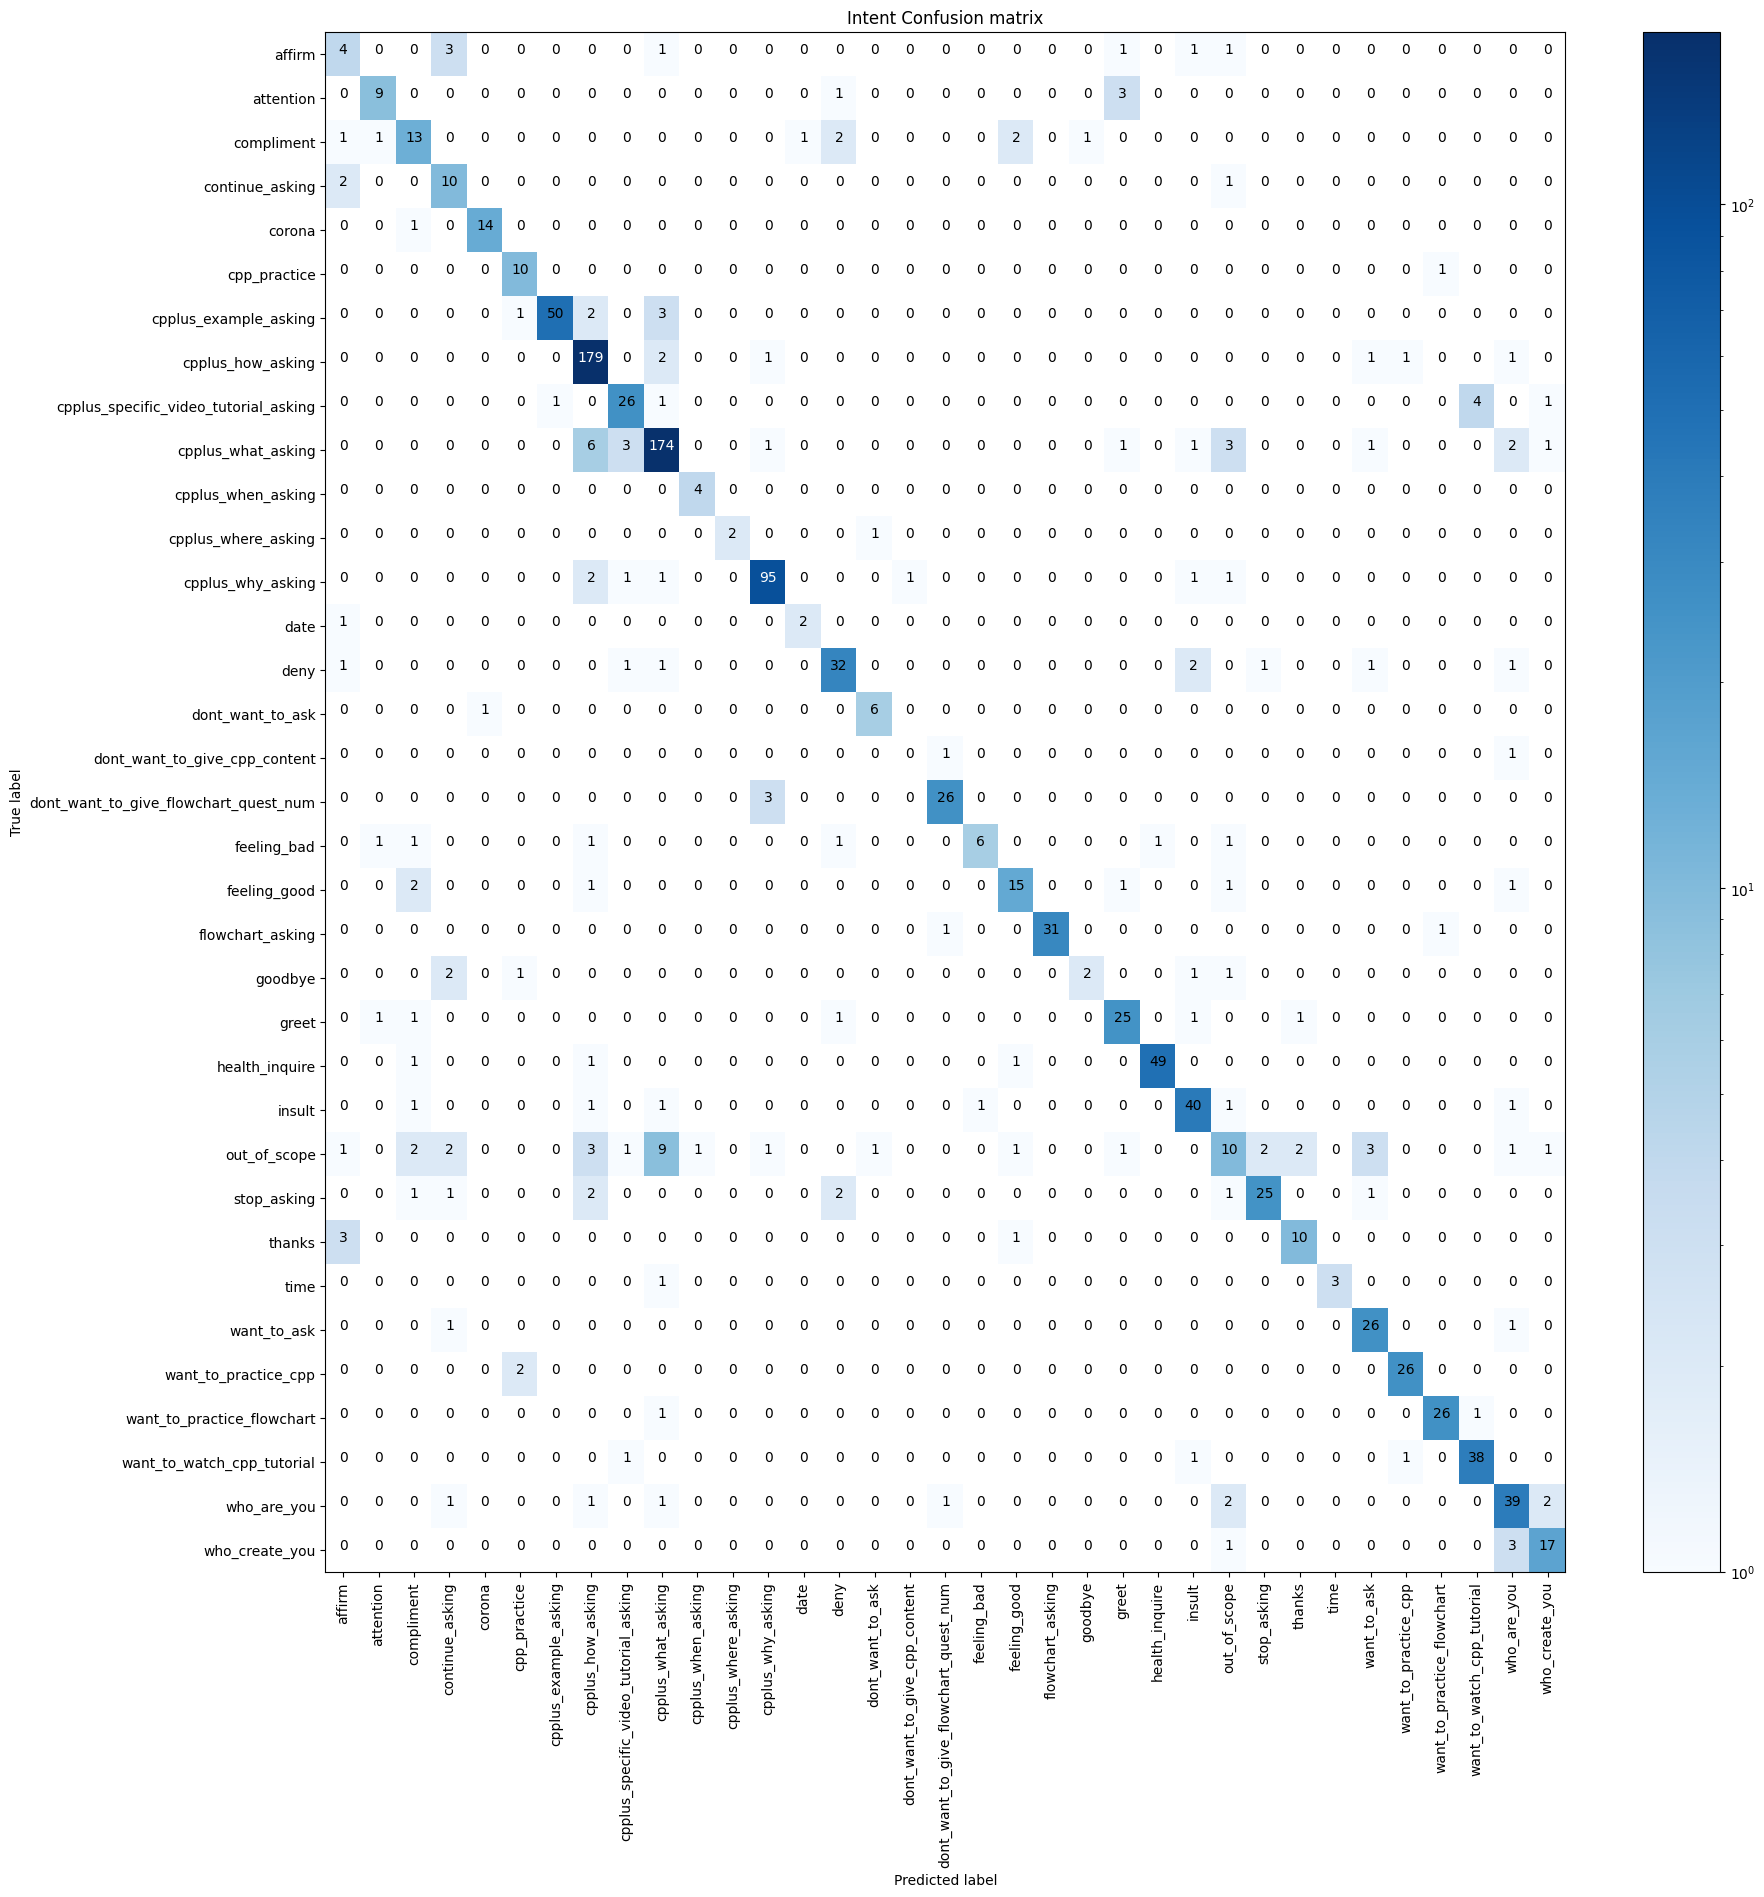 Intent Confusion matrix
affirm 4 0 0 3 0 0 0 0 0 1 0 0 0 0 0 0 0 0 0 0 0 0 1 0 1 1 0 0 0 0 0 0 0 0 0
attention 0 9 0 0 0 0 0 0 0 0 0 0 0 0 1 0 0 0 0 0 0 0 3 0 0 0 0 0 0 0 0 0 0 0 0
compliment 1 1 13 0 0 0 0 0 0 0 0 0 0 1 2 0 0 0 0 2 0 1 0 0 0 0 0 0 0 0 0 0 0 0 0
continue_asking 2 0 0 10 0 0 0 0 0 0 0 0 0 0 0 0 0 0 0 0 0 0 0 0 0 1 0 0 0 0 0 0 0 0 0
corona 0 0 1 0 14 0 0 0 0 0 0 0 0 0 0 0 0 0 0 0 0 0 0 0 0 0 0 0 0 0 0 0 0 0 0
cpp_practice 0 0 0 0 0 10 0 0 0 0 0 0 0 0 0 0 0 0 0 0 0 0 0 0 0 0 0 0 0 0 0 1 0 0 0
cpplus_example_asking 0 0 0 0 0 1 50 2 0 3 0 0 0 0 0 0 0 0 0 0 0 0 0 0 0 0 0 0 0 0 0 0 0 0 0
cpplus_how_asking 0 0 0 0 0 0 0 179 0 2 0 0 1 0 0 0 0 0 0 0 0 0 0 0 0 0 0 0 0 1 1 0 0 1 0
cpplus_specific_video_tutorial_asking 0 0 0 0 0 0 1 0 26 1 0 0 0 0 0 0 0 0 0 0 0 0 0 0 0 0 0 0 0 0 0 0 4 0 1
cpplus_what_asking 0 0 0 0 0 0 0 6 3 174 0 0 1 0 0 0 0 0 0 0 0 0 1 0 1 3 0 0 0 1 0 0 0 2 1
cpplus_when_asking 0 0 0 0 0 0 0 0 0 0 4 0 0 0 0 0 0 0 0 0 0 0 0 0 0 0 0 0 0 0 0 0 0 0 0
cpplus_where_asking 0 0 0 0 0 0 0 0 0 0 0 2 0 0 0 1 0 0 0 0 0 0 0 0 0 0 0 0 0 0 0 0 0 0 0
cpplus_why_asking 0 0 0 0 0 0 0 2 1 1 0 0 95 0 0 0 1 0 0 0 0 0 0 0 1 1 0 0 0 0 0 0 0 0 0
date 1 0 0 0 0 0 0 0 0 0 0 0 0 2 0 0 0 0 0 0 0 0 0 0 0 0 0 0 0 0 0 0 0 0 0
deny 1 0 0 0 0 0 0 0 1 1 0 0 0 0 32 0 0 0 0 0 0 0 0 0 2 0 1 0 0 1 0 0 0 1 0
dont_want_to_ask 0 0 0 0 1 0 0 0 0 0 0 0 0 0 0 6 0 0 0 0 0 0 0 0 0 0 0 0 0 0 0 0 0 0 0
dont_want_to_give_cpp_content 0 0 0 0 0 0 0 0 0 0 0 0 0 0 0 0 0 1 0 0 0 0 0 0 0 0 0 0 0 0 0 0 0 1 0
dont_want_to_give_flowchart_quest_num 0 0 0 0 0 0 0 0 0 0 0 0 3 0 0 0 0 26 0 0 0 0 0 0 0 0 0 0 0 0 0 0 0 0 0
feeling_bad 0 1 1 0 0 0 0 1 0 0 0 0 0 0 1 0 0 0 6 0 0 0 0 1 0 1 0 0 0 0 0 0 0 0 0
feeling_good 0 0 2 0 0 0 0 1 0 0 0 0 0 0 0 0 0 0 0 15 0 0 1 0 0 1 0 0 0 0 0 0 0 1 0
flowchart_asking 0 0 0 0 0 0 0 0 0 0 0 0 0 0 0 0 0 1 0 0 31 0 0 0 0 0 0 0 0 0 0 1 0 0 0
goodbye 0 0 0 2 0 1 0 0 0 0 0 0 0 0 0 0 0 0 0 0 0 2 0 0 1 1 0 0 0 0 0 0 0 0 0
greet 0 1 1 0 0 0 0 0 0 0 0 0 0 0 1 0 0 0 0 0 0 0 25 0 1 0 0 1 0 0 0 0 0 0 0
health_inquire 0 0 1 0 0 0 0 1 0 0 0 0 0 0 0 0 0 0 0 1 0 0 0 49 0 0 0 0 0 0 0 0 0 0 0
insult 0 0 1 0 0 0 0 1 0 1 0 0 0 0 0 0 0 0 1 0 0 0 0 0 40 1 0 0 0 0 0 0 0 1 0
out_of_scope 1 0 2 2 0 0 0 3 1 9 1 0 1 0 0 1 0 0 0 1 0 0 1 0 0 10 2 2 0 3 0 0 0 1 1
stop_asking 0 0 1 1 0 0 0 2 0 0 0 0 0 0 2 0 0 0 0 0 0 0 0 0 0 1 25 0 0 1 0 0 0 0 0
thanks 3 0 0 0 0 0 0 0 0 0 0 0 0 0 0 0 0 0 0 1 0 0 0 0 0 0 0 10 0 0 0 0 0 0 0
time 0 0 0 0 0 0 0 0 0 1 0 0 0 0 0 0 0 0 0 0 0 0 0 0 0 0 0 0 3 0 0 0 0 0 0
want_to_ask 0 0 0 1 0 0 0 0 0 0 0 0 0 0 0 0 0 0 0 0 0 0 0 0 0 0 0 0 0 26 0 0 0 1 0
want_to_practice_cpp 0 0 0 0 0 2 0 0 0 0 0 0 0 0 0 0 0 0 0 0 0 0 0 0 0 0 0 0 0 0 26 0 0 0 0
want_to_practice_flowchart 0 0 0 0 0 0 0 0 0 1 0 0 0 0 0 0 0 0 0 0 0 0 0 0 0 0 0 0 0 0 0 26 1 0 0
want_to_watch_cpp_tutorial 0 0 0 0 0 0 0 0 1 0 0 0 0 0 0 0 0 0 0 0 0 0 0 0 1 0 0 0 0 0 1 0 38 0 0
who_are_you 0 0 0 1 0 0 0 1 0 1 0 0 0 0 0 0 0 1 0 0 0 0 0 0 0 2 0 0 0 0 0 0 0 39 2
who_create_you 0 0 0 0 0 0 0 0 0 0 0 0 0 0 0 0 0 0 0 0 0 0 0 0 0 1 0 0 0 0 0 0 0 3 17
True label
affirm
attention
compliment
continue_asking
corona
cpp_practice
cpplus_example_asking
cpplus_how_asking
cpplus_specific_video_tutorial_asking
cpplus_what_asking
cpplus_when_asking
cpplus_where_asking
cpplus_why_asking
date
deny
dont_want_to_ask
dont_want_to_give_cpp_content
dont_want_to_give_flowchart_quest_num
feeling_bad
feeling_good
flowchart_asking
goodbye
greet
health_inquire
insult
out_of_scope
stop_asking
thanks
time
want_to_ask
want_to_practice_cpp
want_to_practice_flowchart
want_to_watch_cpp_tutorial
who_are_you
who_create_you
Predicted label
10²
10¹
10⁰